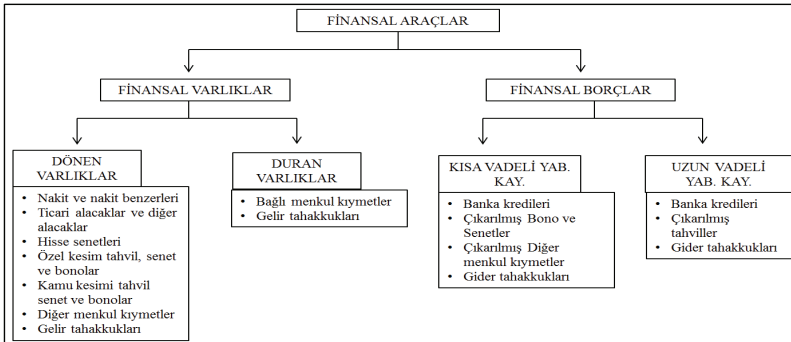 FİNANSAL ARAÇLAR
FİNANSAL VARLIKLAR
FİNANSAL BORÇLAR
DÖNEN
VARLIKLAR
• Nakit ve nakit benzerleri
• Ticari alacaklar ve diğer
alacaklar
• Hisse senetleri
• Özel kesim tahvil, senet
ve bonolar
• Kamu kesimi tahvil
senet ve bonolar
• Diğer menkul kıymetler
• Gelir tahakkukları
DURAN
VARLIKLAR
• Bağlı menkul kıymetler
• Gelir tahakkukları
KISA VADELİ YAB.
KAY.
• Banka kredileri
• Çıkarılmış Bono ve
Senetler
• Çıkarılmış Diğer
menkul kıymetler
• Gider tahakkukları
UZUN VADELİ
YAB. KAY.
• Banka kredileri
• Çıkarılmış
tahviller
• Gider tahakkukları